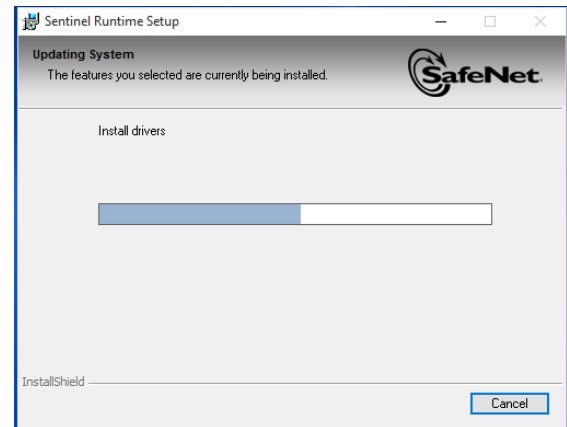 Sentinel Runtime Setup
Updating System
The features you selected are currently being installed.
SafeNet.
Install drivers
InstallShield
Cancel